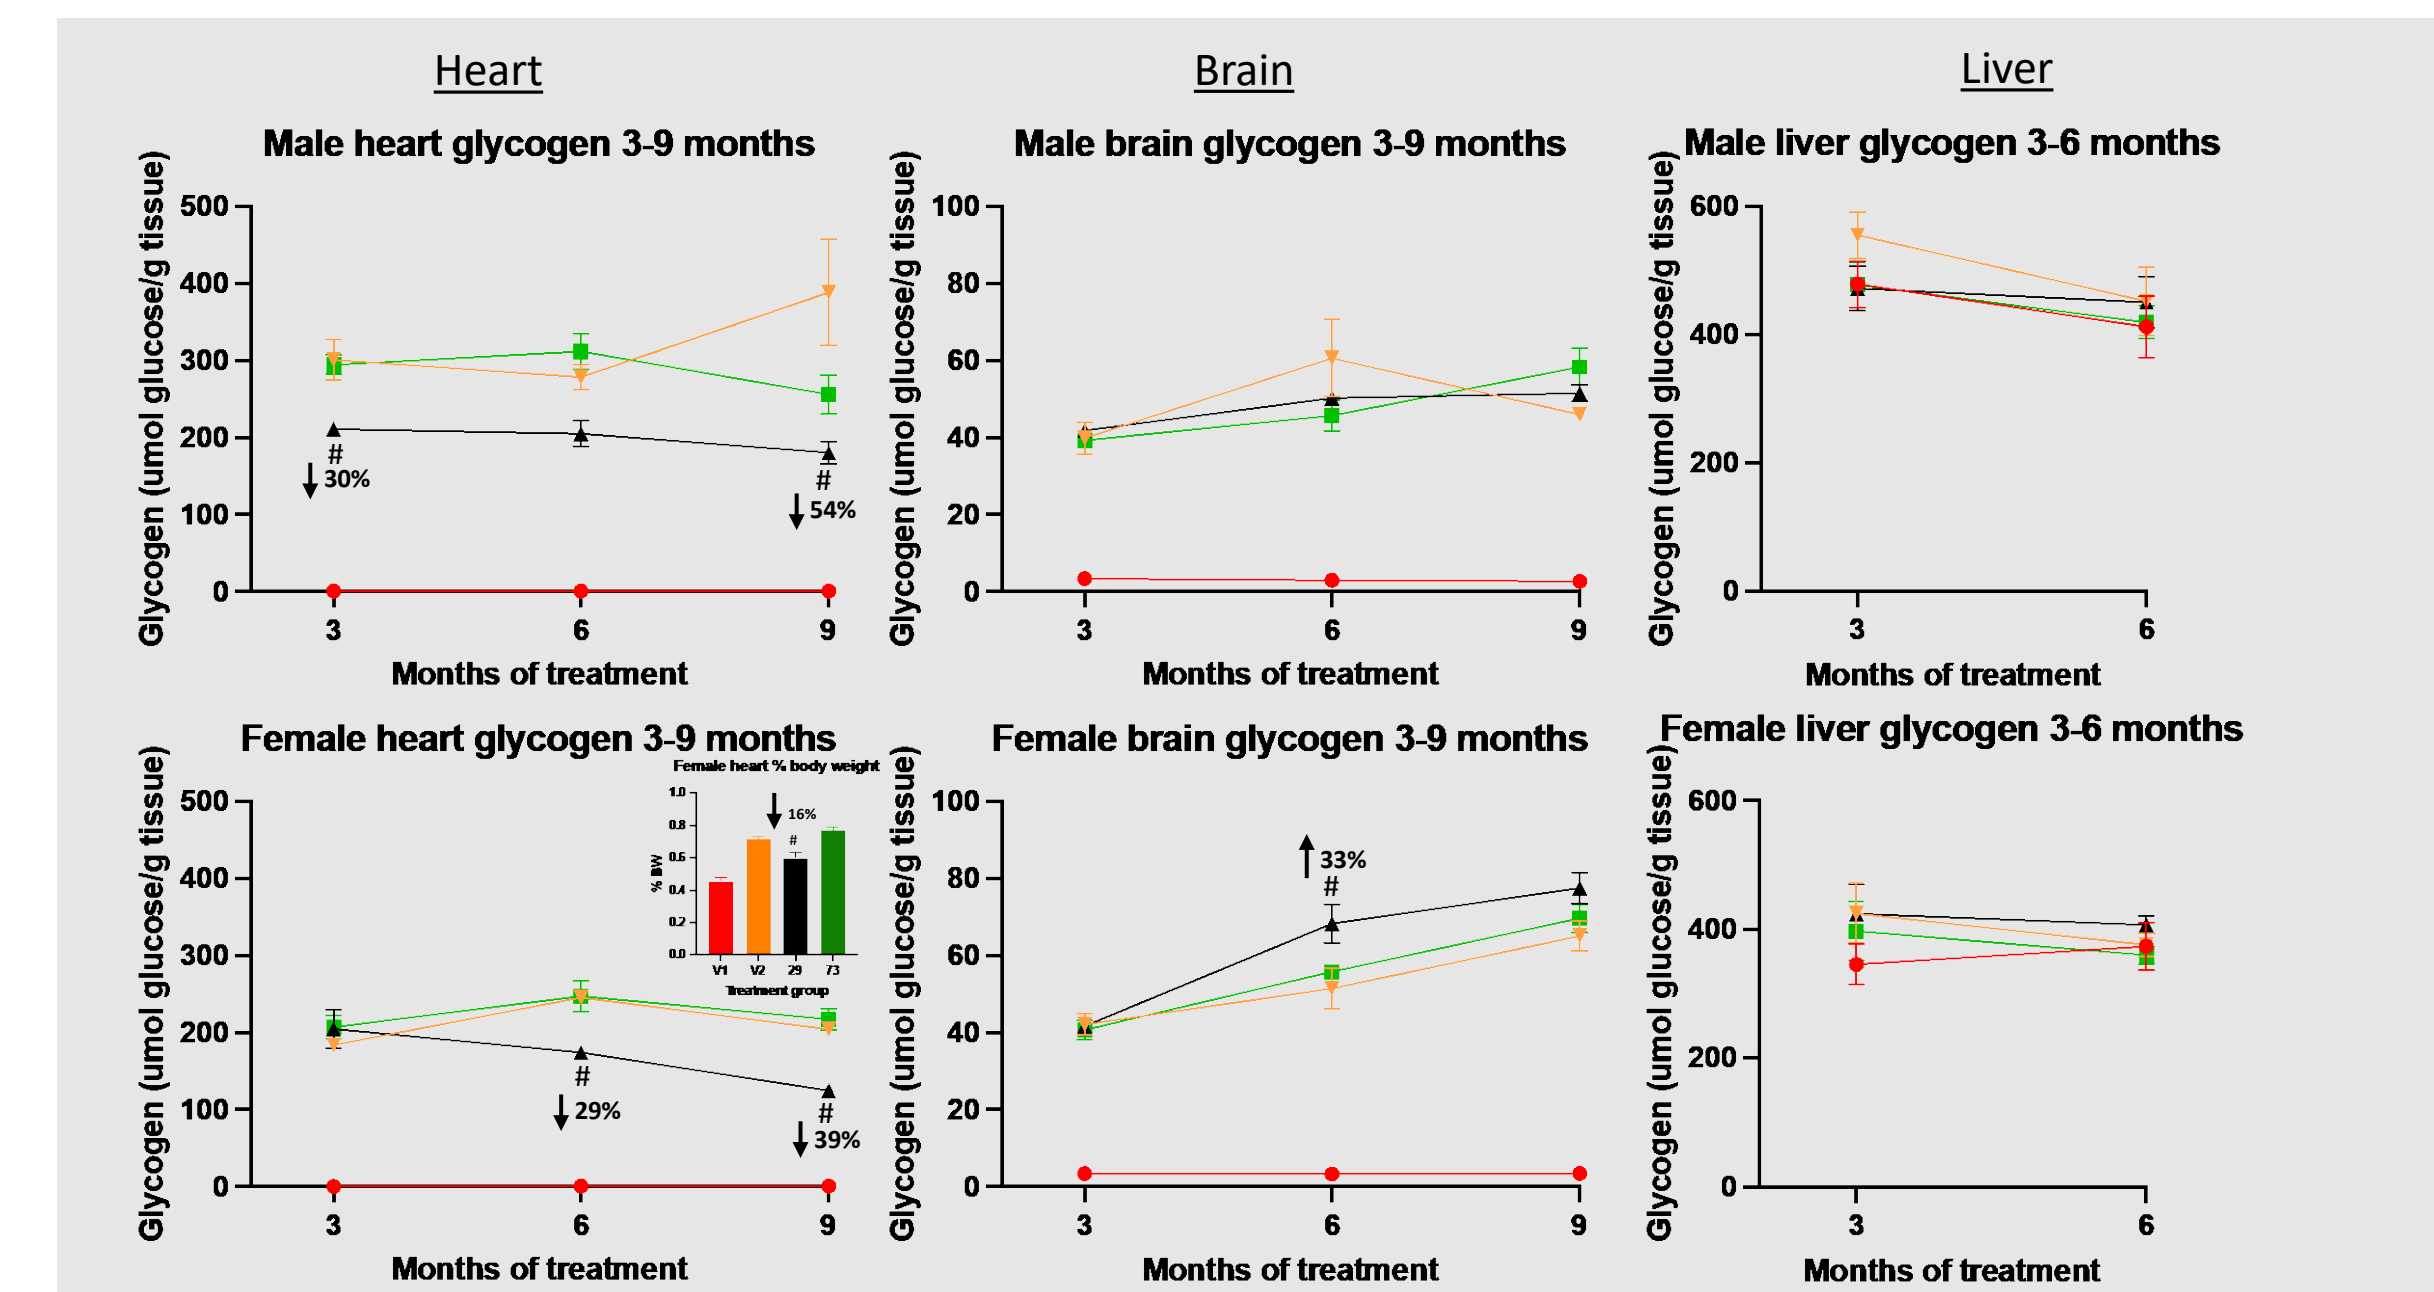 Heart
Brain
Liver
Male heart glycogen 3-9 months
Glycogen (umol glucose/g tissue)
500
400
300
200
100
0
#
30%
#
54%
3
6
9
Months of treatment
Male brain glycogen 3-9 months
Glycogen (umol glucose/g tissue)
100
80
60
40
20
0
3
6
9
Months of treatment
Male liver glycogen 3-6 months
Glycogen (umol glucose/g tissue)
600
400
200
0
3
6
Months of treatment
Female heart glycogen 3-9 months
Glycogen (umol glucose/g tissue)
500
400
300
200
100
0
#
29%
#
39%
3
6
9
Months of treatment
Female heart % body weight
% BW
1.0
0.8
0.6
0.4
0.2
0.0
16%
#
V1
V2
29
73
Treatment group
Female brain glycogen 3-9 months
Glycogen (umol glucose/g tissue)
100
80
60
40
20
0
33%
#
3
6
9
Months of treatment
Female liver glycogen 3-6 months
Glycogen (umol glucose/g tissue)
600
400
200
0
3
6
Months of treatment